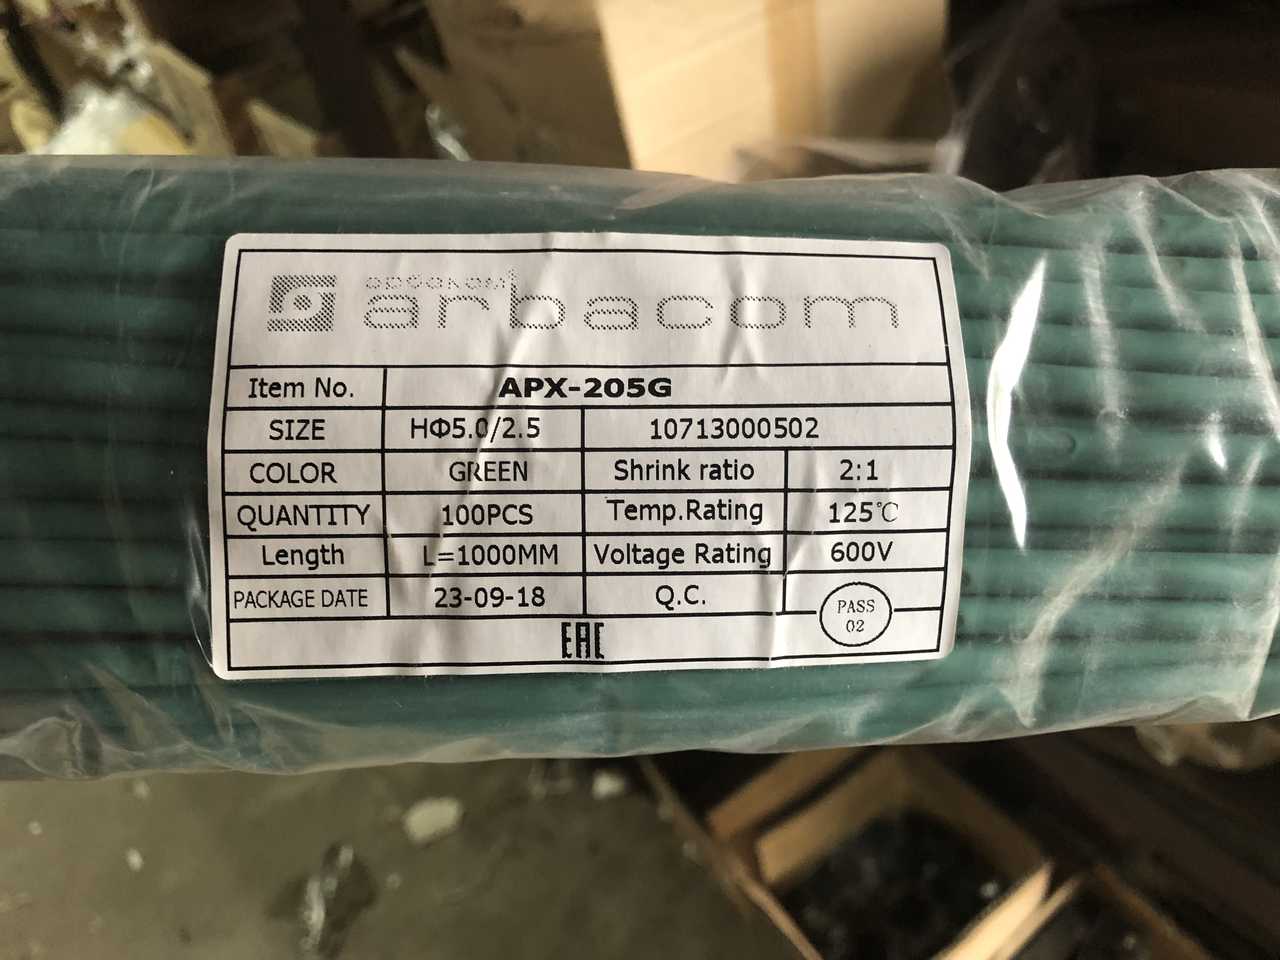 арбаком
arbacom
Item No. APX-205G
SIZE HΦ5.0/2.5 10713000502
COLOR GREEN Shrink ratio 2:1
QUANTITY 100PCS Temp.Rating 125℃
Length L=1000MM Voltage Rating 600V
PACKAGE DATE 23-09-18 Q.C. PASS
02
EAC